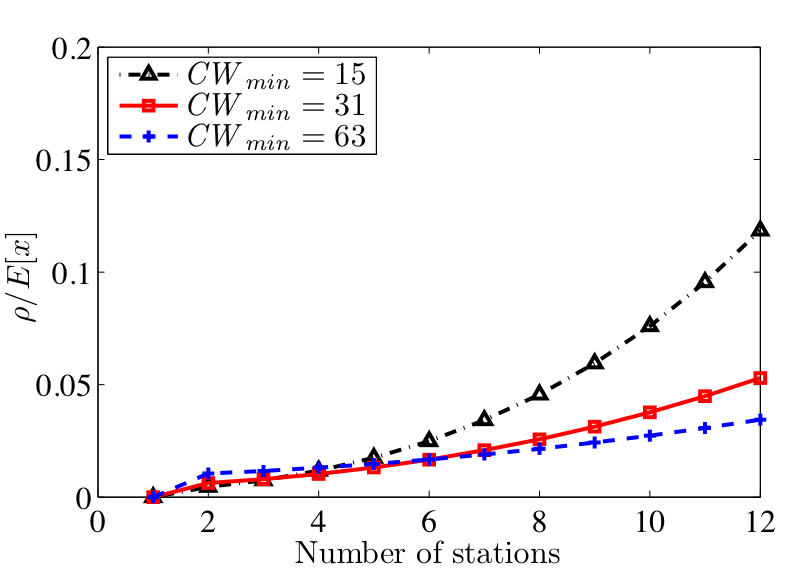 0.2
CW_min = 15
CW_min = 31
CW_min = 63
0.15
0.1
0.05
0
ρ/E[x]
0 2 4 6 8 10 12
Number of stations